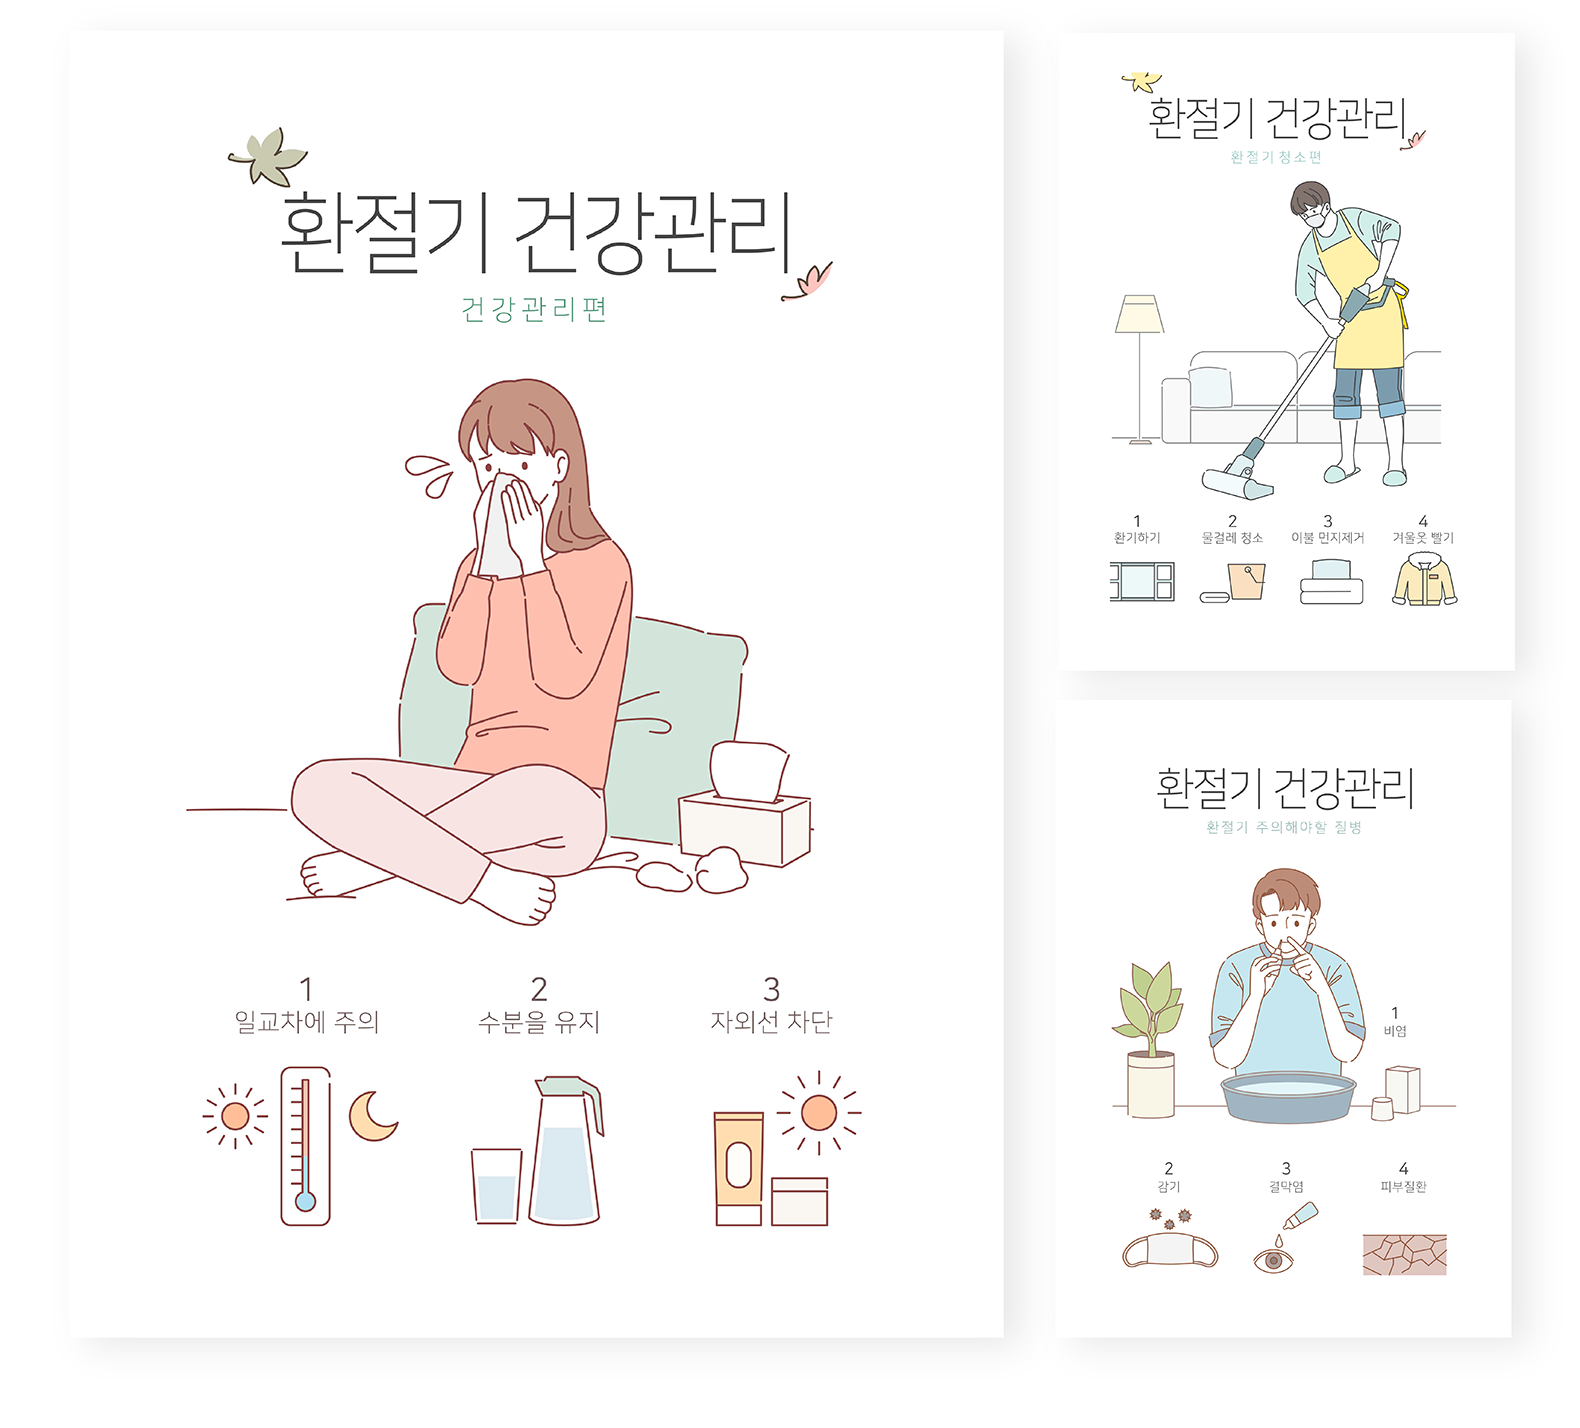 환절기 건강관리
건강관리편
1
일교차에 주의
2
수분을 유지
3
자외선 차단
환절기 건강관리
환절기 청소편
1
환기하기
2
물걸레 청소
3
이불 먼지제거
4
겨울옷 빨기
환절기 건강관리
환절기 주의해야할 질병
1
비염
2
감기
3
결막염
4
피부질환